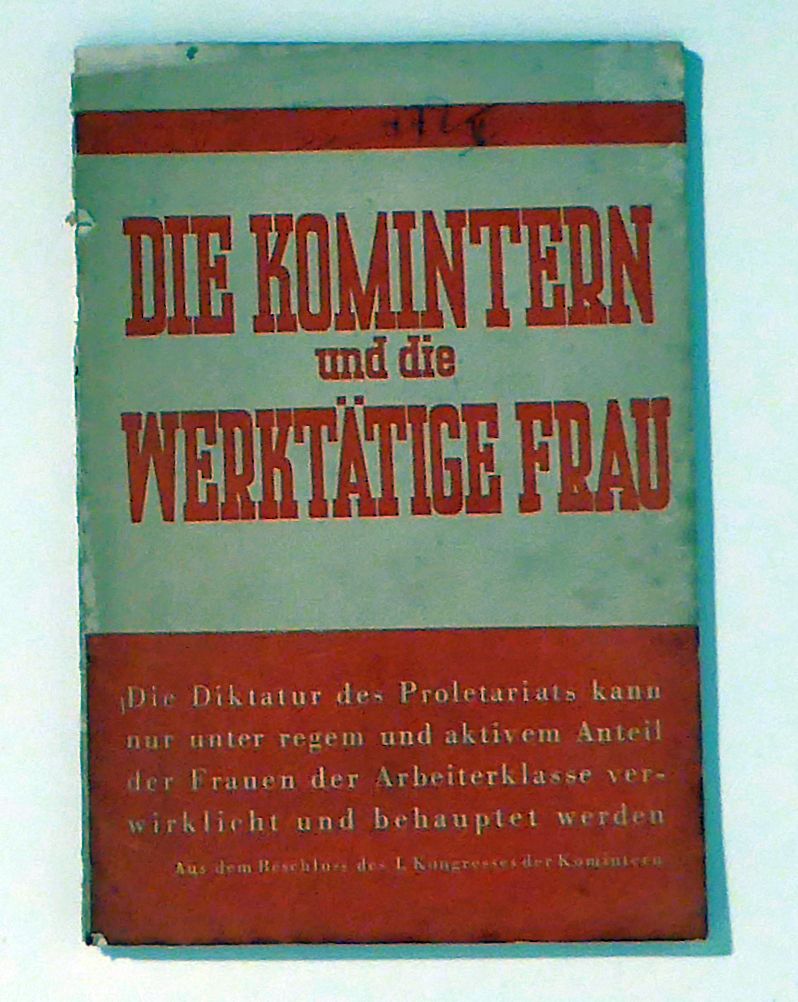 DIE KOMINTERN
und die
WERKTÄTIGE FRAU
Die Diktatur des Proletariats kann
nur unter regem und aktivem Anteil
der Frauen der Arbeiterklasse ver-
wirklicht und behauptet werden
Aus dem Beschluss des I. Kongresses der Komintern